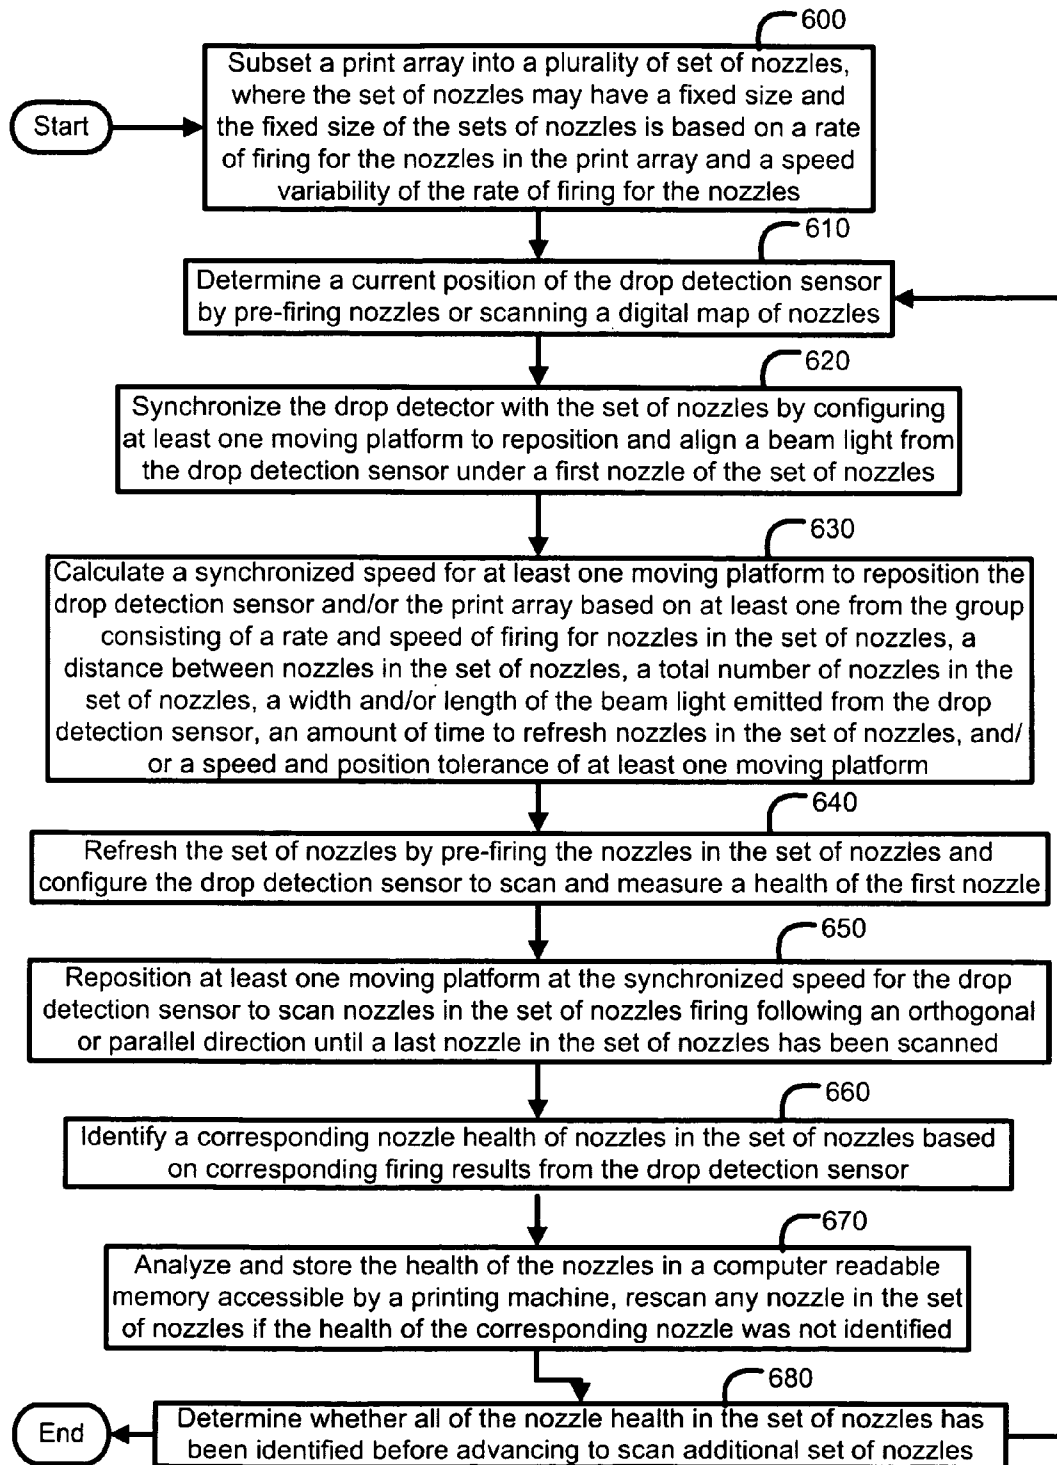 600
Subset a print array into a plurality of set of nozzles,
where the set of nozzles may have a fixed size and
the fixed size of the sets of nozzles is based on a rate
of firing for the nozzles in the print array and a speed
variability of the rate of firing for the nozzles
Start
610
Determine a current position of the drop detection sensor
by pre-firing nozzles or scanning a digital map of nozzles
620
Synchronize the drop detector with the set of nozzles by configuring
at least one moving platform to reposition and align a beam light from
the drop detection sensor under a first nozzle of the set of nozzles
630
Calculate a synchronized speed for at least one moving platform to reposition the
drop detection sensor and/or the print array based on at least one from the group
consisting of a rate and speed of firing for nozzles in the set of nozzles, a
distance between nozzles in the set of nozzles, a total number of nozzles in the
set of nozzles, a width and/or length of the beam light emitted from the drop
detection sensor, an amount of time to refresh nozzles in the set of nozzles, and/
or a speed and position tolerance of at least one moving platform
640
Refresh the set of nozzles by pre-firing the nozzles in the set of nozzles and
configure the drop detection sensor to scan and measure a health of the first nozzle
650
Reposition at least one moving platform at the synchronized speed for the drop
detection sensor to scan nozzles in the set of nozzles firing following an orthogonal
or parallel direction until a last nozzle in the set of nozzles has been scanned
660
Identify a corresponding nozzle health of nozzles in the set of nozzles based
on corresponding firing results from the drop detection sensor
670
Analyze and store the health of the nozzles in a computer readable
memory accessible by a printing machine, rescan any nozzle in the set
of nozzles if the health of the corresponding nozzle was not identified
680
Determine whether all of the nozzle health in the set of nozzles has
been identified before advancing to scan additional set of nozzles
End